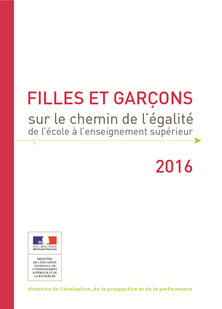 FILLES ET GARÇONS
sur le chemin de l'égalité
de l'école à l'enseignement supérieur
2016
MINISTÈRE
DE L'ÉDUCATION
NATIONALE, DE
L'ENSEIGNEMENT
SUPÉRIEUR ET DE
LA RECHERCHE
direction de l'évaluation, de la prospective et de la performance